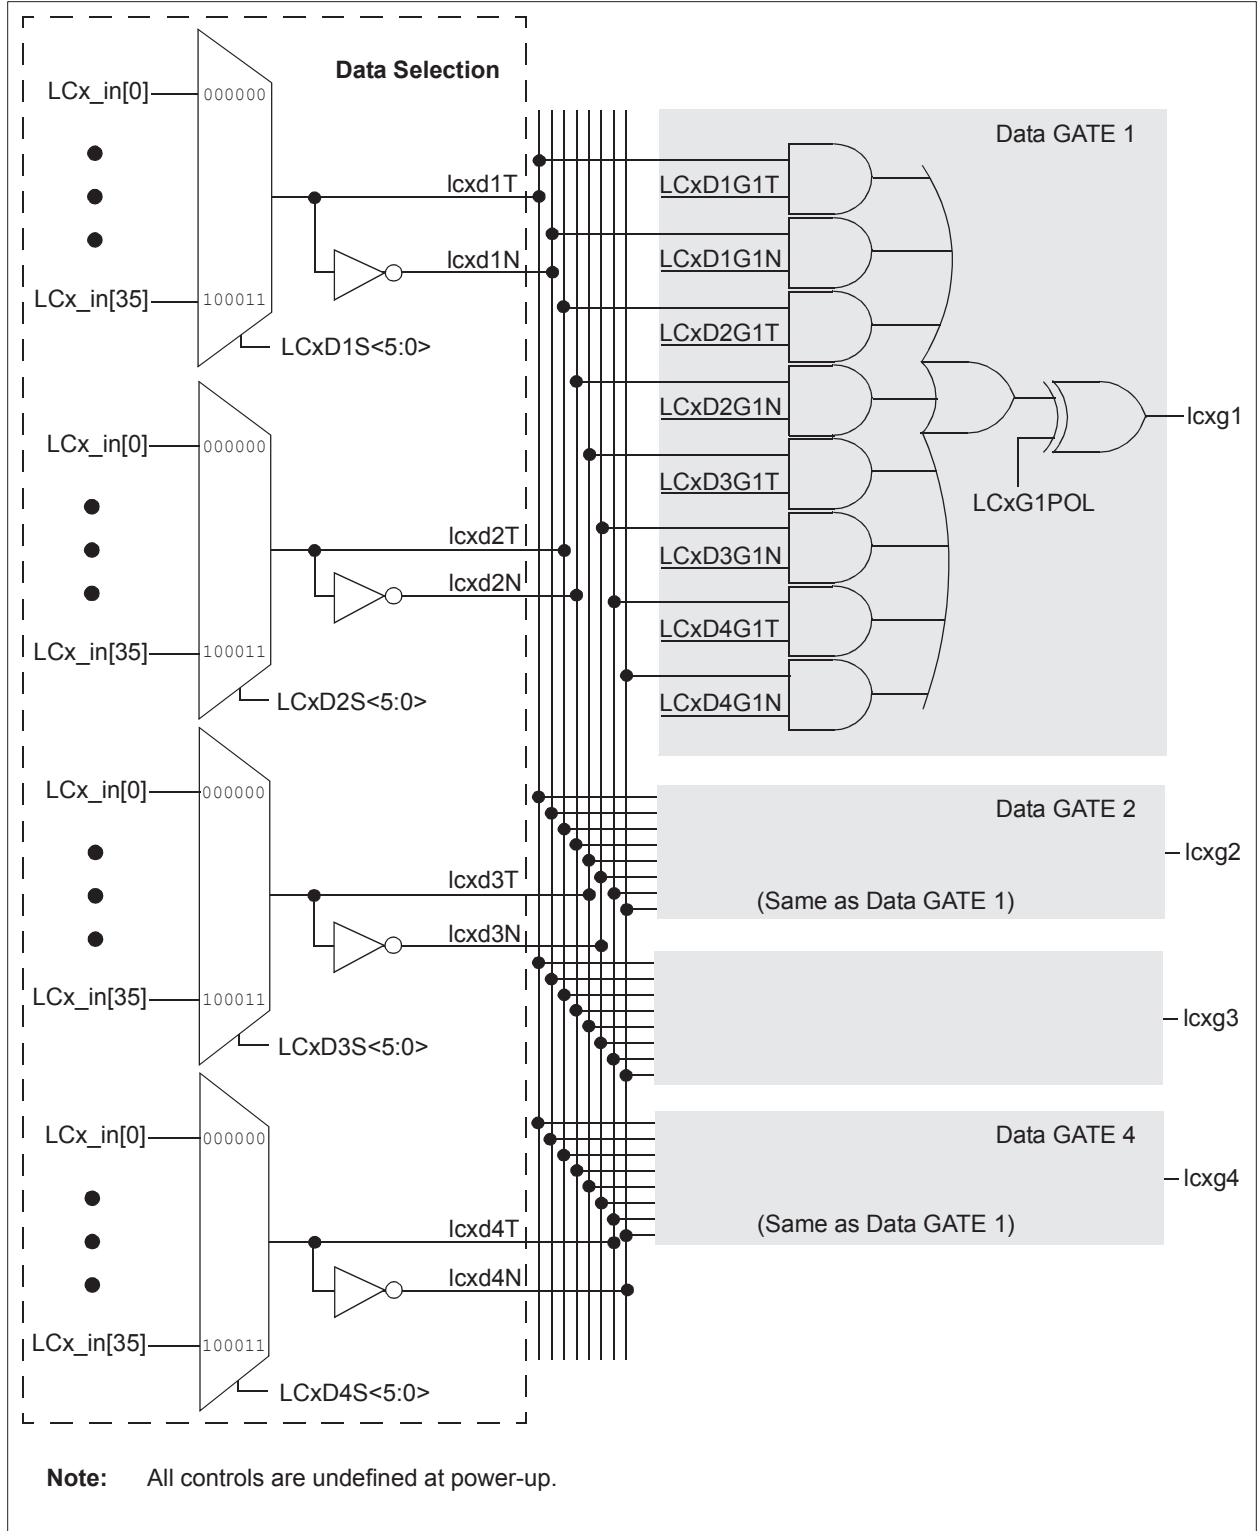 Data Selection
LCx_in[0]
000000
LCx_in[35]
100011
LCxD1S<5:0>
lcxd1T
lcxd1N
LCx_in[0]
000000
LCx_in[35]
100011
LCxD2S<5:0>
lcxd2T
lcxd2N
LCx_in[0]
000000
LCx_in[35]
100011
LCxD3S<5:0>
lcxd3T
lcxd3N
LCx_in[0]
000000
LCx_in[35]
100011
LCxD4S<5:0>
lcxd4T
lcxd4N
Data GATE 1
LCxD1G1T
LCxD1G1N
LCxD2G1T
LCxD2G1N
LCxD3G1T
LCxD3G1N
LCxD4G1T
LCxD4G1N
LCxG1POL
lcxg1
Data GATE 2
(Same as Data GATE 1)
lcxg2
lcxg3
Data GATE 4
(Same as Data GATE 1)
lcxg4
Note: All controls are undefined at power-up.